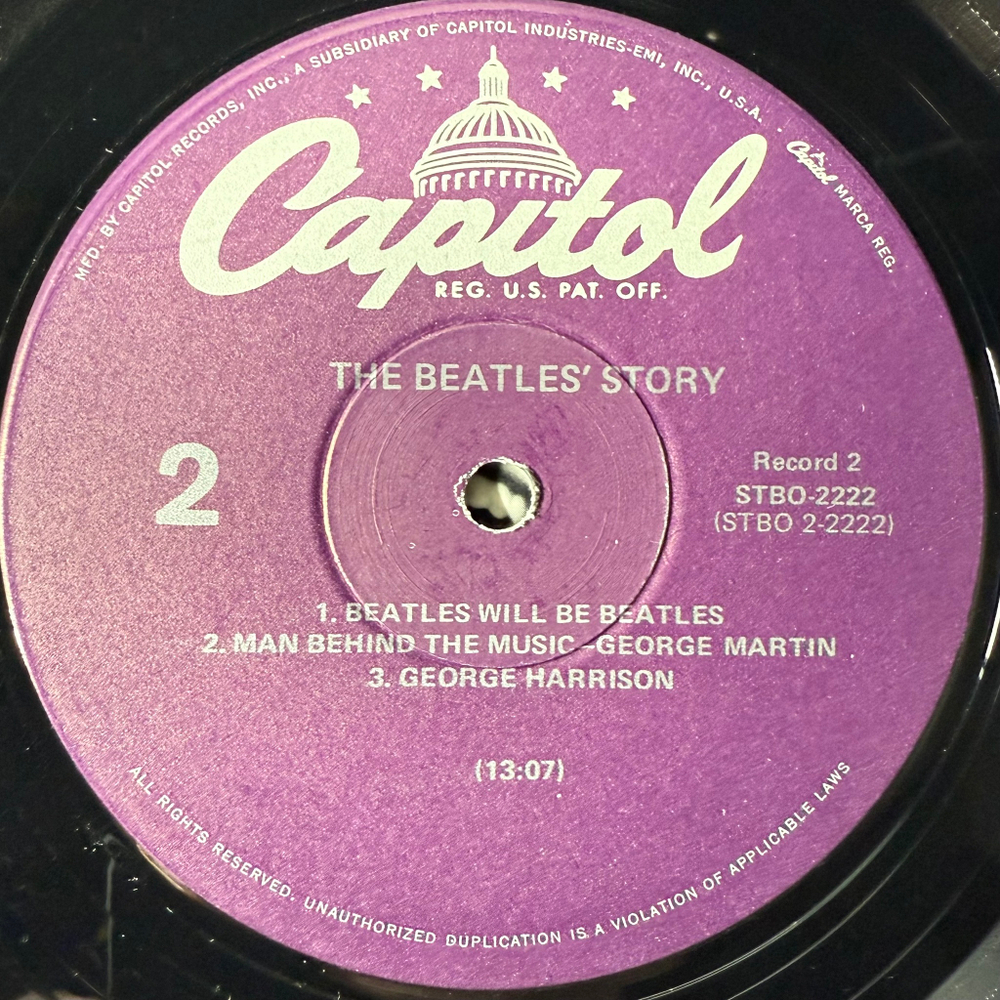 MFD. BY CAPITOL RECORDS, INC., A SUBSIDIARY OF CAPITOL INDUSTRIES-EMI, INC., U.S.A. · Capitol MARCA REG.
Capitol
REG. U.S. PAT. OFF.
THE BEATLES' STORY
2
Record 2
STBO-2222
(STBO 2-2222)
1. BEATLES WILL BE BEATLES
2. MAN BEHIND THE MUSIC–GEORGE MARTIN
3. GEORGE HARRISON
(13:07)
ALL RIGHTS RESERVED. UNAUTHORIZED DUPLICATION IS A VIOLATION OF APPLICABLE LAWS